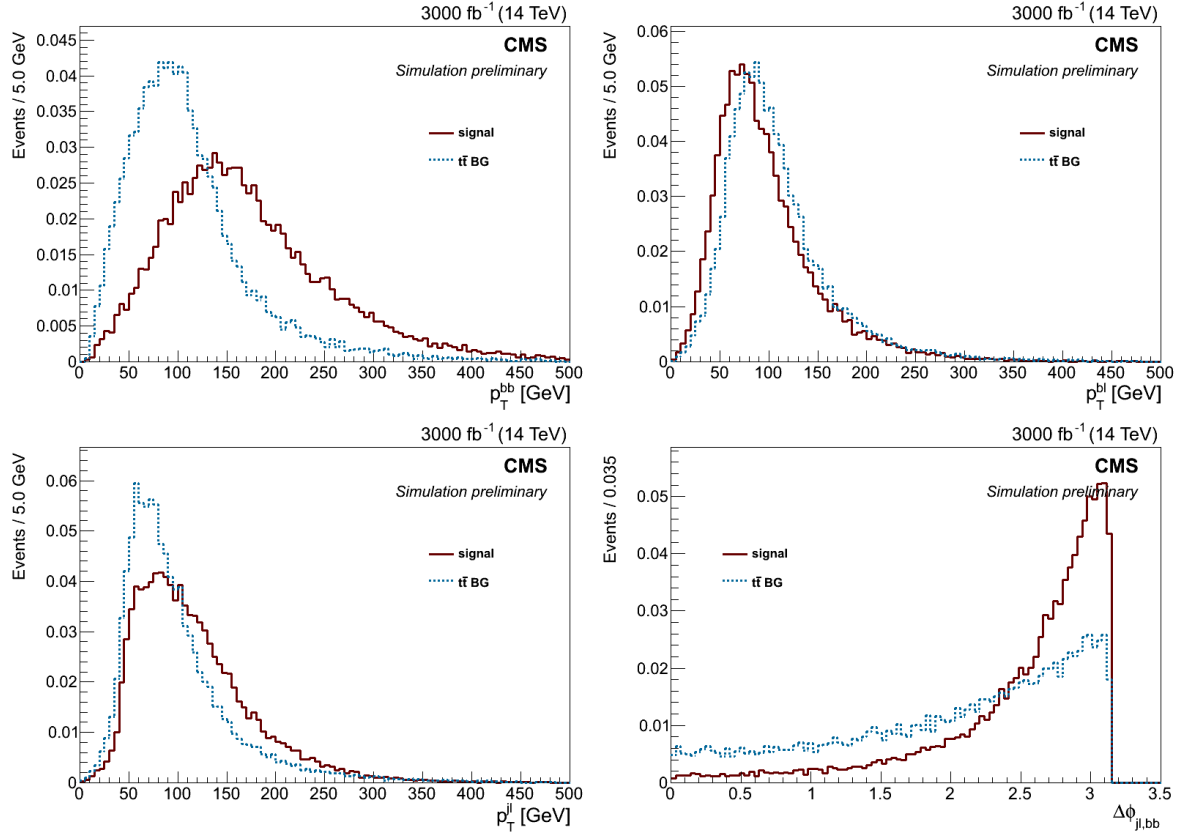 3000 fb⁻¹ (14 TeV)
CMS
Simulation preliminary
Events / 5.0 GeV
signal
tt̄ BG
0.045
0.04
0.035
0.03
0.025
0.02
0.015
0.01
0.005
0
0 50 100 150 200 250 300 350 400 450 500
p_T^bb [GeV]
3000 fb⁻¹ (14 TeV)
CMS
Simulation preliminary
Events / 5.0 GeV
signal
tt̄ BG
0.06
0.05
0.04
0.03
0.02
0.01
0
0 50 100 150 200 250 300 350 400 450 500
p_T^bl [GeV]
3000 fb⁻¹ (14 TeV)
CMS
Simulation preliminary
Events / 5.0 GeV
signal
tt̄ BG
0.06
0.05
0.04
0.03
0.02
0.01
0
0 50 100 150 200 250 300 350 400 450 500
p_T^jl [GeV]
3000 fb⁻¹ (14 TeV)
CMS
Simulation preliminary
Events / 0.035
signal
tt̄ BG
0.05
0.04
0.03
0.02
0.01
0
0 0.5 1 1.5 2 2.5 3 3.5
Δϕ_jl,bb